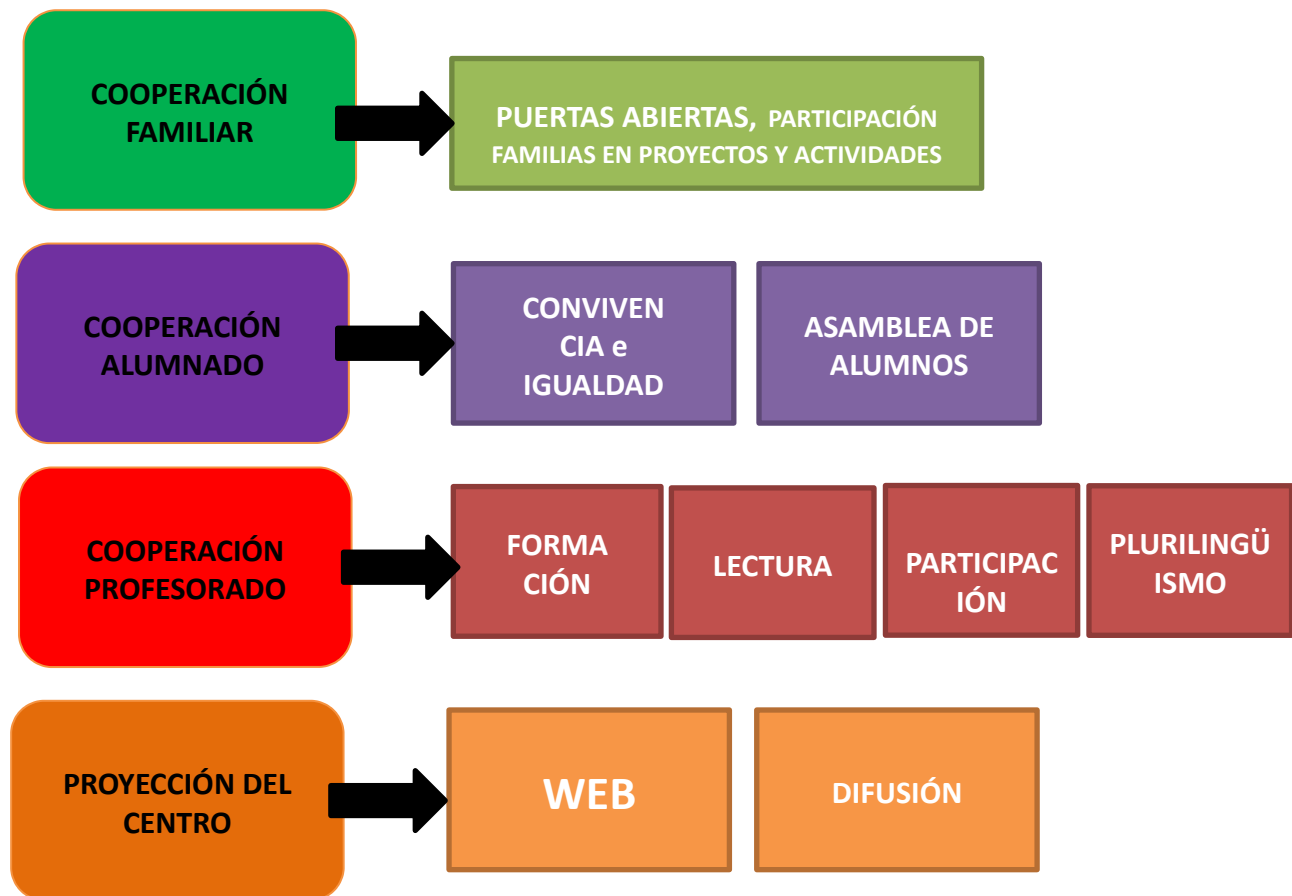 COOPERACIÓN
FAMILIAR
PUERTAS ABIERTAS, PARTICIPACIÓN
FAMILIAS EN PROYECTOS Y ACTIVIDADES
COOPERACIÓN
ALUMNADO
CONVIVEN
CIA e
IGUALDAD
ASAMBLEA DE
ALUMNOS
COOPERACIÓN
PROFESORADO
FORMA
CIÓN
LECTURA
PARTICIPAC
IÓN
PLURILINGÜ
ISMO
PROYECCIÓN DEL
CENTRO
WEB
DIFUSIÓN